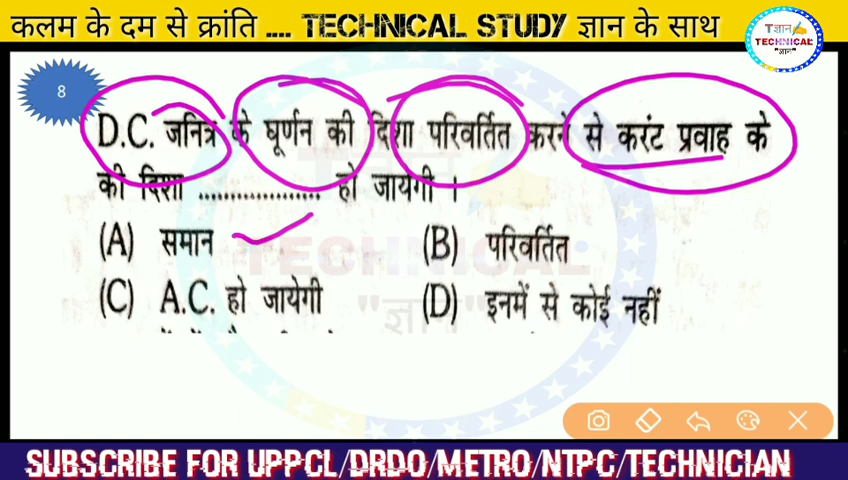 कलम के दम से क्रांति .... TECHNICAL STUDY ज्ञान के साथ
T ज्ञान
TECHNICAL
"ज्ञान"
8
D.C. जनित्र के घूर्णन की दिशा परिवर्तित करने से करंट प्रवाह के
की दिशा .................... हो जायेगी ।
(A) समान (B) परिवर्तित
(C) A.C. हो जायेगी (D) इनमें से कोई नहीं
T ज्ञान
TECHNICAL
"ज्ञान"
SUBSCRIBE FOR UPPCL/DRDO/METRO/NTPC/TECHNICIAN